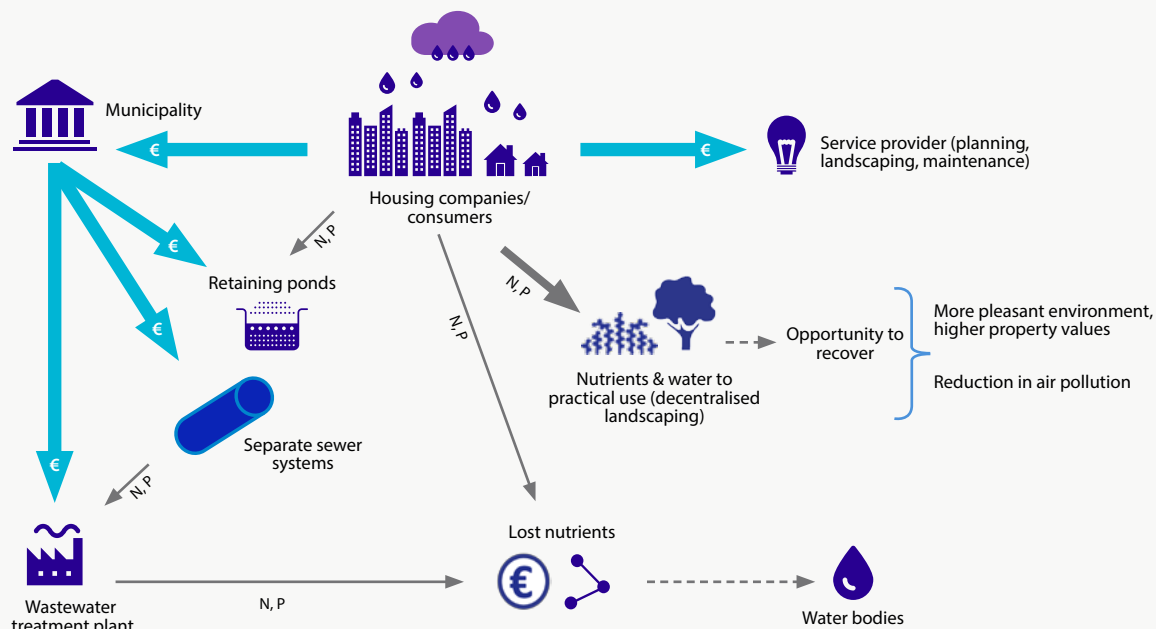 Municipality
€
€
Service provider (planning,
landscaping, maintenance)
Housing companies/
consumers
N, P
€
Retaining ponds
N, P
N, P
€
More pleasant environment,
higher property values
Opportunity to
recover
Reduction in air pollution
Nutrients & water to
practical use (decentralised
landscaping)
Separate sewer
systems
€
N, P
Lost nutrients
€
N, P
Wastewater
treatment plant
Water bodies